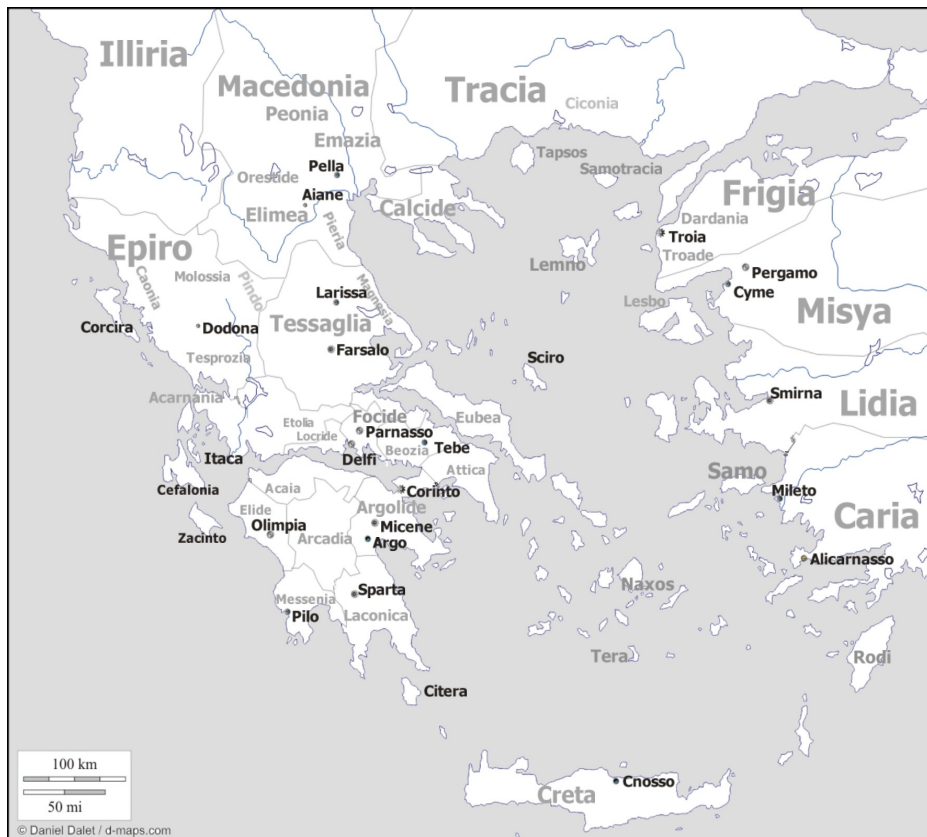 Illiria
Macedonia
Tracia
Peonia
Ciconia
Emazia
Tapsos
Pella
Samotracia
Orestide
Frigia
Aiane
Elimea
Calcide
Dardania
Pieria
Troia
Epiro
Troade
Lemno
Caonia
Molossia
Pindo
Pergamo
Magnesia
Cyme
Larissa
Lesbo
Misya
Tessaglia
Corcira
Dodona
Farsalo
Tesprozia
Sciro
Acarnania
Smirna
Lidia
Focide
Eubea
Etolia
Parnasso
Locride
Tebe
Beozia
Itaca
Delfi
Attica
Samo
Cefalonia
Acaia
Corinto
Mileto
Elide
Argolide
Caria
Olimpia
Micene
Zacinto
Arcadia
Argo
Alicarnasso
Naxos
Sparta
Messenia
Pilo
Laconica
Tera
Rodi
Citera
100 km
50 mi
Cnosso
Creta
© Daniel Dalet / d-maps.com